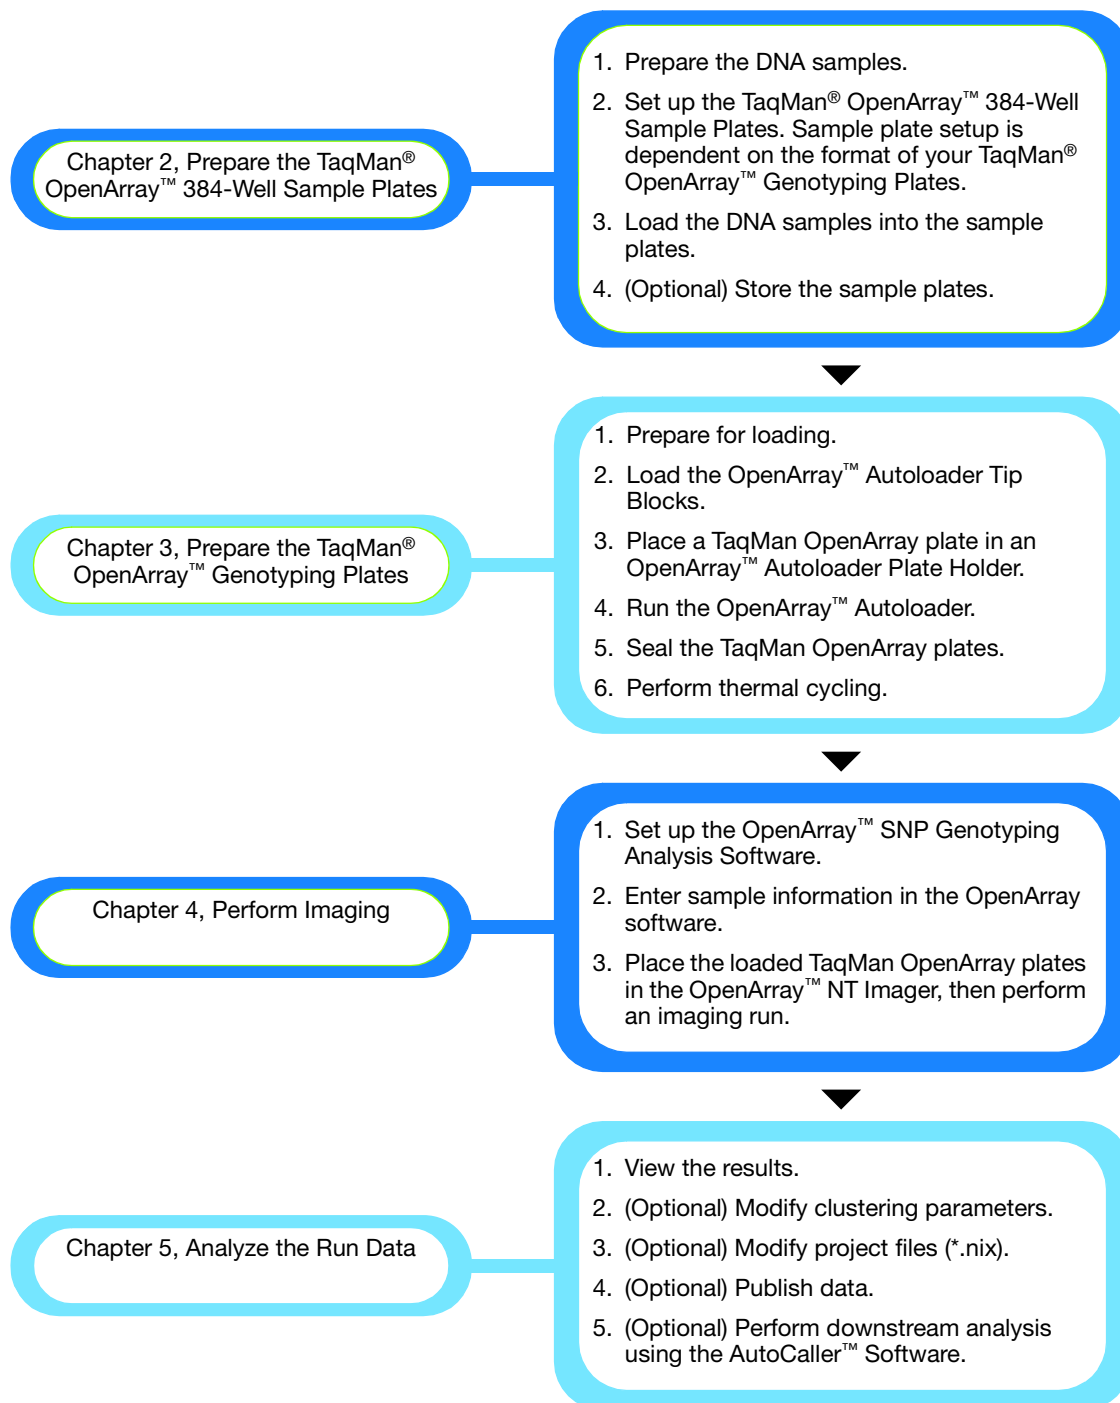 Chapter 2, Prepare the TaqMan®
OpenArray™ 384-Well Sample Plates
1. Prepare the DNA samples.
2. Set up the TaqMan® OpenArray™ 384-Well
Sample Plates. Sample plate setup is
dependent on the format of your TaqMan®
OpenArray™ Genotyping Plates.
3. Load the DNA samples into the sample
plates.
4. (Optional) Store the sample plates.
Chapter 3, Prepare the TaqMan®
OpenArray™ Genotyping Plates
1. Prepare for loading.
2. Load the OpenArray™ Autoloader Tip
Blocks.
3. Place a TaqMan OpenArray plate in an
OpenArray™ Autoloader Plate Holder.
4. Run the OpenArray™ Autoloader.
5. Seal the TaqMan OpenArray plates.
6. Perform thermal cycling.
Chapter 4, Perform Imaging
1. Set up the OpenArray™ SNP Genotyping
Analysis Software.
2. Enter sample information in the OpenArray
software.
3. Place the loaded TaqMan OpenArray plates
in the OpenArray™ NT Imager, then perform
an imaging run.
Chapter 5, Analyze the Run Data
1. View the results.
2. (Optional) Modify clustering parameters.
3. (Optional) Modify project files (*.nix).
4. (Optional) Publish data.
5. (Optional) Perform downstream analysis
using the AutoCaller™ Software.